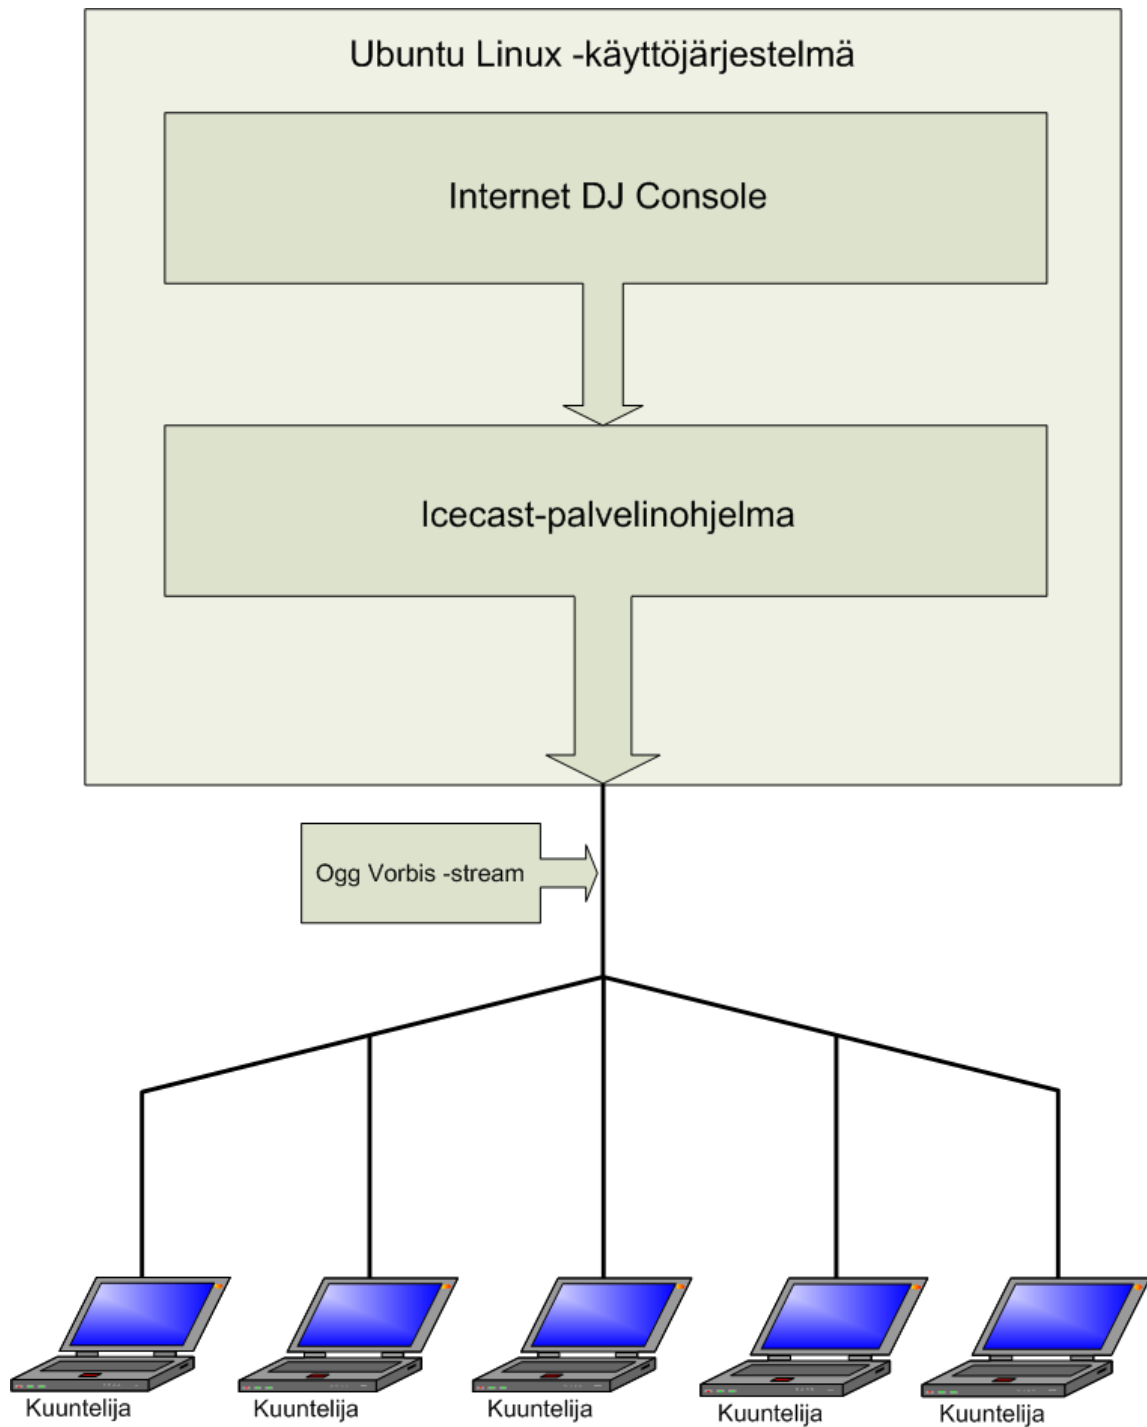 Ubuntu Linux -käyttöjärjestelmä
Internet DJ Console
Icecast-palvelinohjelma
Ogg Vorbis -stream
Kuuntelija
Kuuntelija
Kuuntelija
Kuuntelija
Kuuntelija